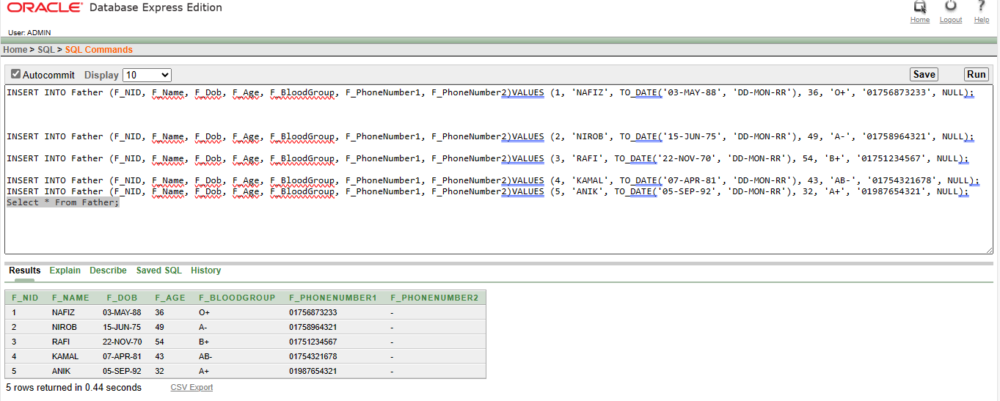 ORACLE Database Express Edition
Home Logout Help
User: ADMIN
Home > SQL > SQL Commands
Autocommit Display 10 Save Run
INSERT INTO Father (F_NID, F_Name, F_Dob, F_Age, F_BloodGroup, F_PhoneNumber1, F_PhoneNumber2)VALUES (1, 'NAFIZ', TO_DATE('03-MAY-88', 'DD-MON-RR'), 36, 'O+', '01756873233', NULL);
INSERT INTO Father (F_NID, F_Name, F_Dob, F_Age, F_BloodGroup, F_PhoneNumber1, F_PhoneNumber2)VALUES (2, 'NIROB', TO_DATE('15-JUN-75', 'DD-MON-RR'), 49, 'A-', '01758964321', NULL);
INSERT INTO Father (F_NID, F_Name, F_Dob, F_Age, F_BloodGroup, F_PhoneNumber1, F_PhoneNumber2)VALUES (3, 'RAFI', TO_DATE('22-NOV-70', 'DD-MON-RR'), 54, 'B+', '01751234567', NULL);
INSERT INTO Father (F_NID, F_Name, F_Dob, F_Age, F_BloodGroup, F_PhoneNumber1, F_PhoneNumber2)VALUES (4, 'KAMAL', TO_DATE('07-APR-81', 'DD-MON-RR'), 43, 'AB-', '01754321678', NULL);
INSERT INTO Father (F_NID, F_Name, F_Dob, F_Age, F_BloodGroup, F_PhoneNumber1, F_PhoneNumber2)VALUES (5, 'ANIK', TO_DATE('05-SEP-92', 'DD-MON-RR'), 32, 'A+', '01987654321', NULL);
Select * From Father;
Results Explain Describe Saved SQL History
F_NID F_NAME F_DOB F_AGE F_BLOODGROUP F_PHONENUMBER1 F_PHONENUMBER2
1 NAFIZ 03-MAY-88 36 O+ 01756873233 -
2 NIROB 15-JUN-75 49 A- 01758964321 -
3 RAFI 22-NOV-70 54 B+ 01751234567 -
4 KAMAL 07-APR-81 43 AB- 01754321678 -
5 ANIK 05-SEP-92 32 A+ 01987654321 -
5 rows returned in 0.44 seconds CSV Export